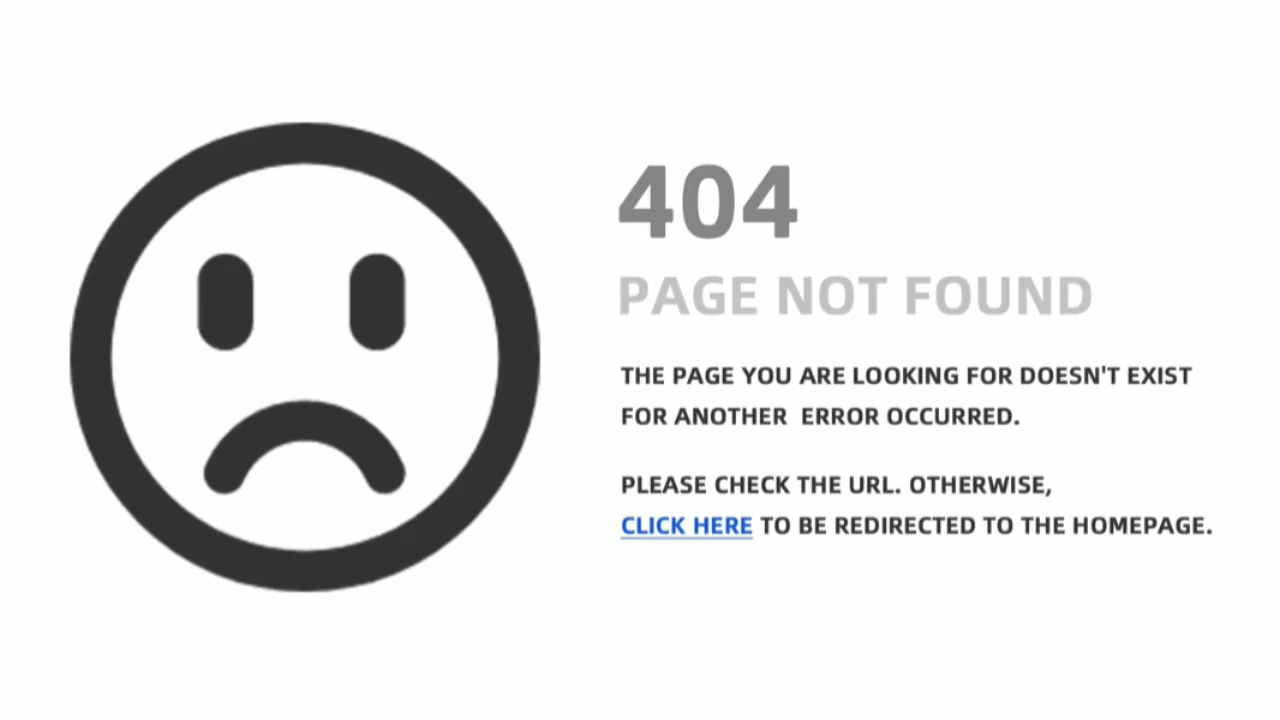 404
PAGE NOT FOUND
THE PAGE YOU ARE LOOKING FOR DOESN'T EXIST
FOR ANOTHER  ERROR OCCURRED.
PLEASE CHECK THE URL. OTHERWISE,
CLICK HERE TO BE REDIRECTED TO THE HOMEPAGE.